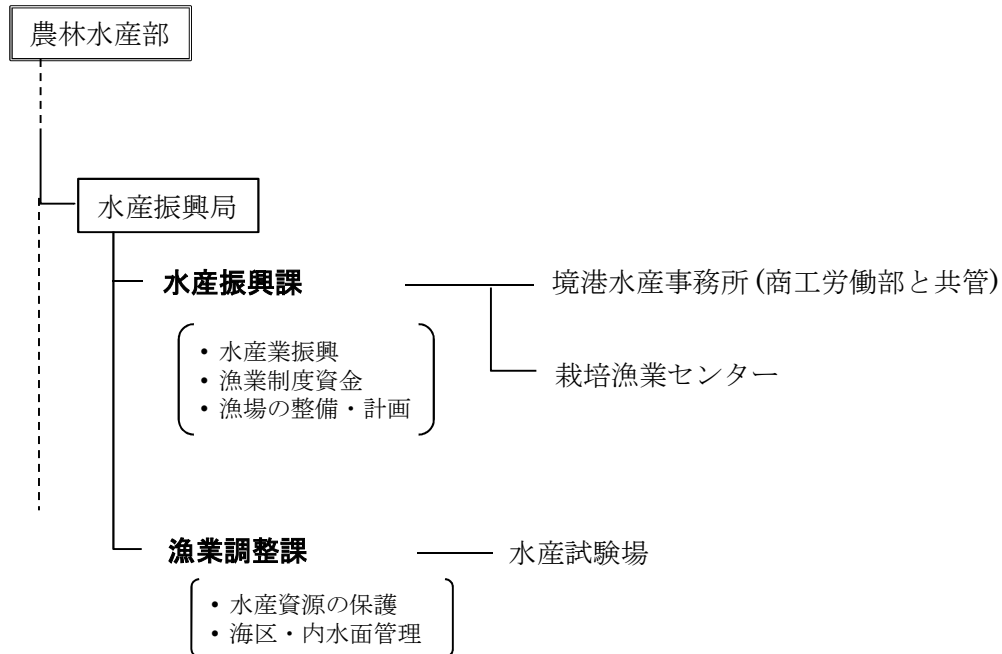 農林水産部
水産振興局
水産振興課
境港水産事務所 (商工労働部と共管)
・水産業振興
・漁業制度資金
・漁場の整備・計画
栽培漁業センター
漁業調整課
水産試験場
・水産資源の保護
・海区・内水面管理